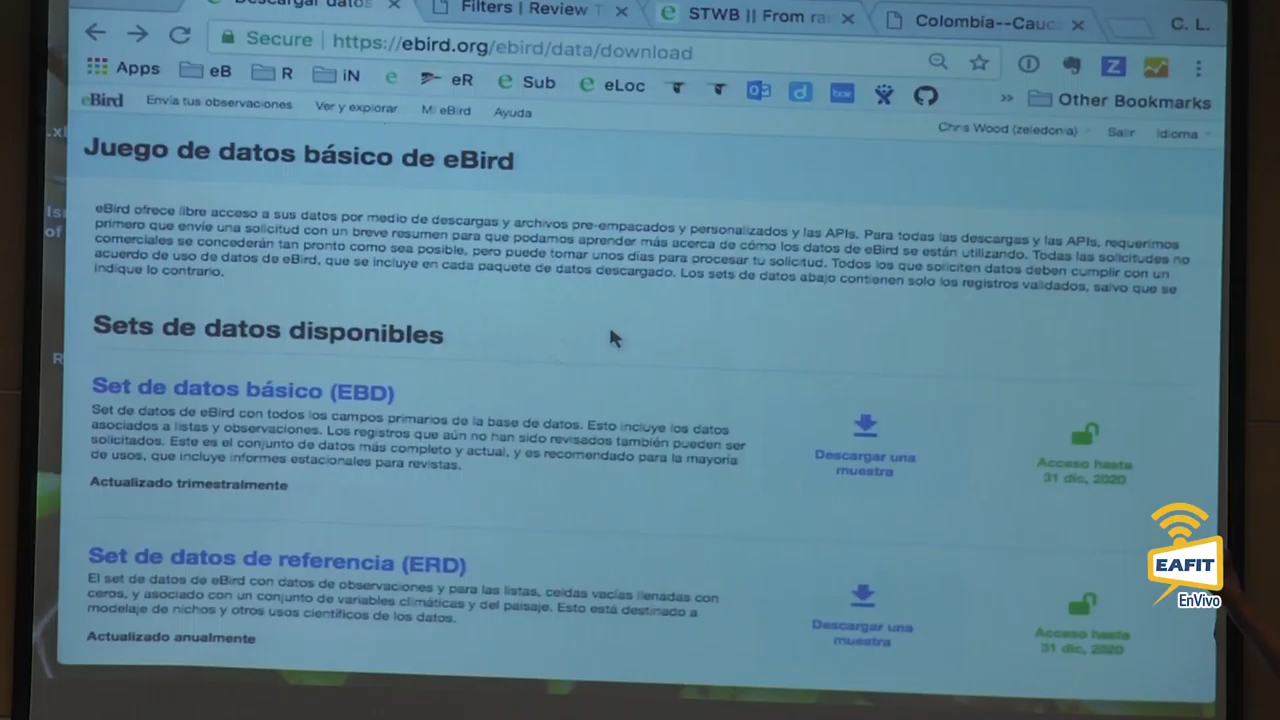 Descargar datos
Filters | Review T
STWB || From ra
Colombia--Cauc
C. L.
Secure | https://ebird.org/ebird/data/download
Apps eB R iN eR Sub eLoc Other Bookmarks
eBird Envía tus observaciones Ver y explorar Mi eBird Ayuda Chris Wood (zeledonia) Salir Idioma
Juego de datos básico de eBird
eBird ofrece libre acceso a sus datos por medio de descargas y archivos pre-empacados y personalizados y las APIs. Para todas las descargas y las APIs, requerimos
primero que envíe una solicitud con un breve resumen para que podamos aprender más acerca de cómo los datos de eBird se están utilizando. Todas las solicitudes no
comerciales se concederán tan pronto como sea posible, pero puede tomar unos días para procesar tu solicitud. Todos los que soliciten datos deben cumplir con un
acuerdo de uso de datos de eBird, que se incluye en cada paquete de datos descargado. Los sets de datos abajo contienen solo los registros validados, salvo que se
indique lo contrario.
Sets de datos disponibles
Set de datos básico (EBD)
Set de datos de eBird con todos los campos primarios de la base de datos. Esto incluye los datos
asociados a listas y observaciones. Los registros que aún no han sido revisados también pueden ser
solicitados. Este es el conjunto de datos más completo y actual, y es recomendado para la mayoría
de usos, que incluye informes estacionales para revistas.
Actualizado trimestralmente
Descargar una
muestra
Acceso hasta
31 dic, 2020
Set de datos de referencia (ERD)
El set de datos de eBird con datos de observaciones y para las listas, celdas vacías llenadas con
ceros, y asociado con un conjunto de variables climáticas y del paisaje. Esto está destinado a
modelaje de nichos y otros usos científicos de los datos.
Actualizado anualmente
Descargar una
muestra
Acceso hasta
31 dic, 2020
EAFIT
EnVivo